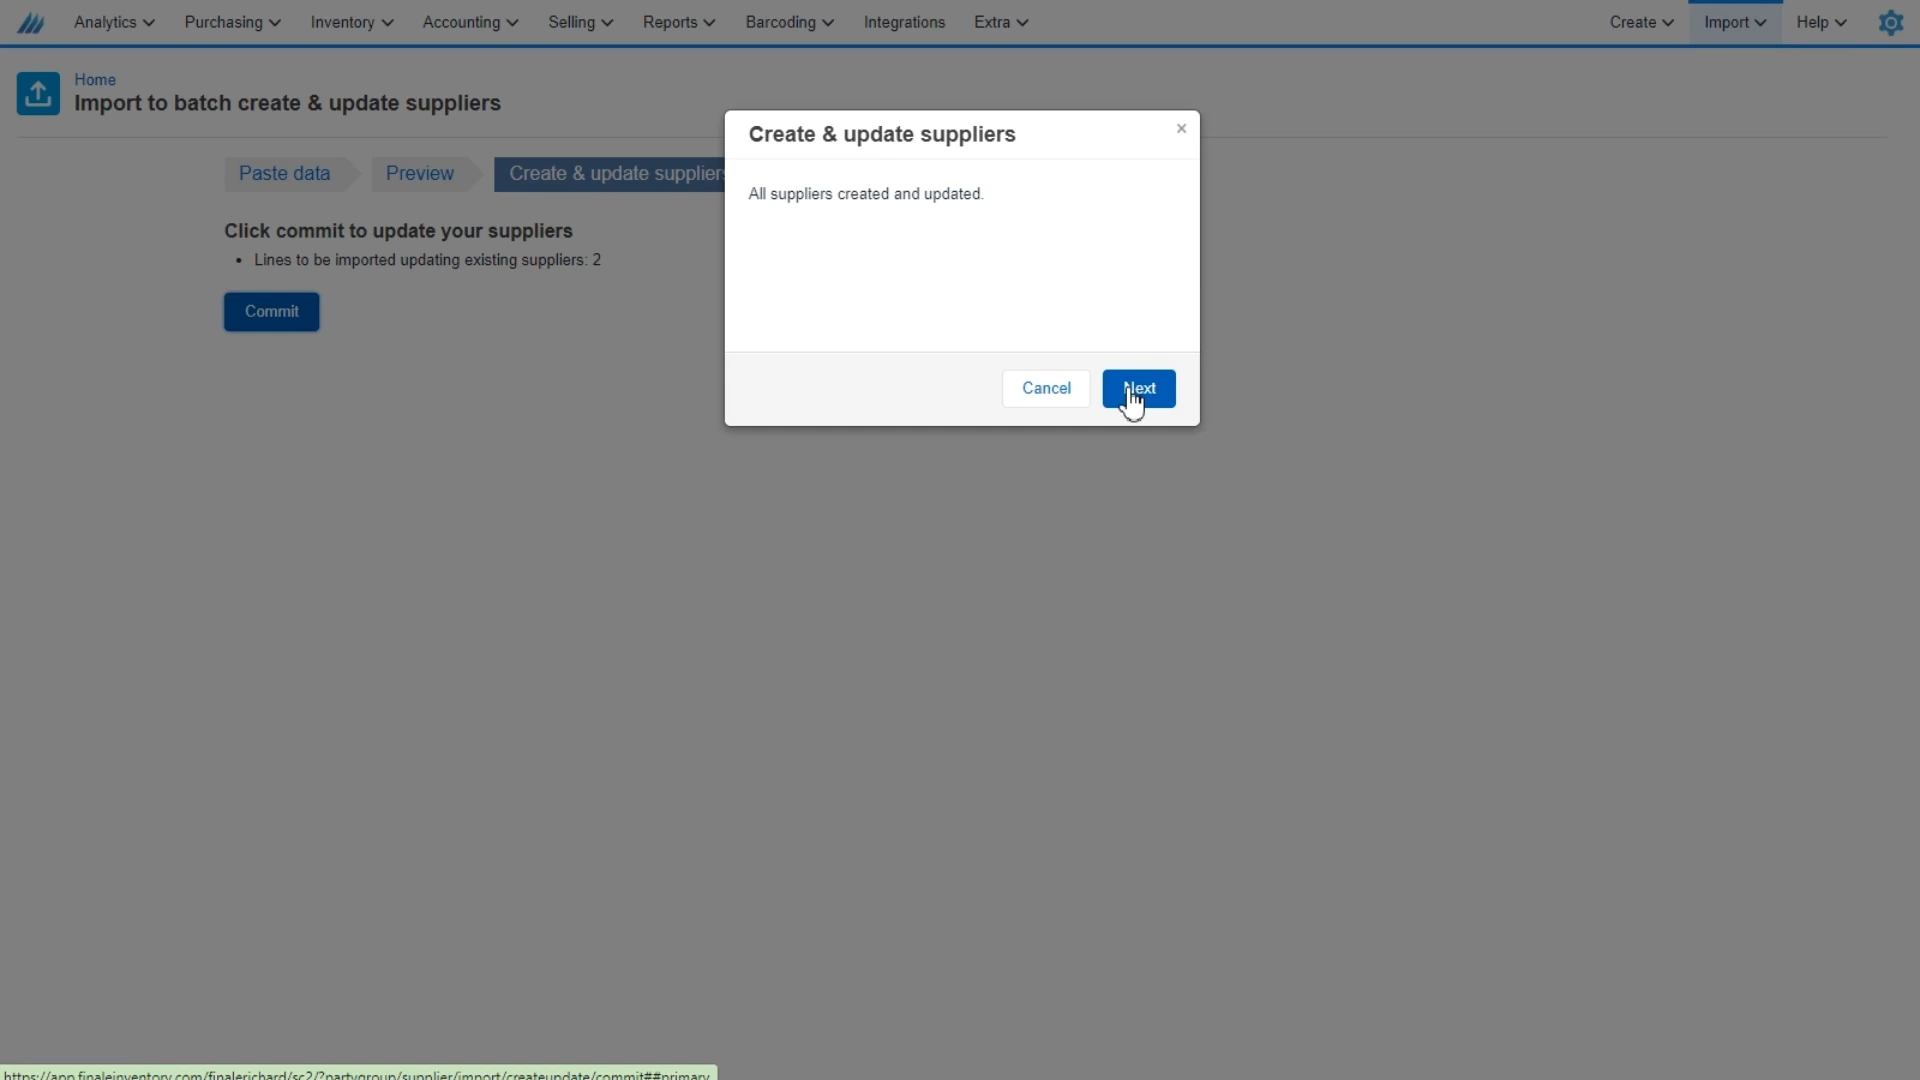 Analytics Purchasing Inventory Accounting Selling Reports Barcoding Integrations Extra Create Import Help
Home
Import to batch create & update suppliers
Create & update suppliers ×
Paste data Preview Create & update suppliers
All suppliers created and updated.
Click commit to update your suppliers
• Lines to be imported updating existing suppliers: 2
Commit
Cancel Next
https://app.finaleinventory.com/finalerichard/sc2/?partygroup/supplier/import/createupdate/commit##primary